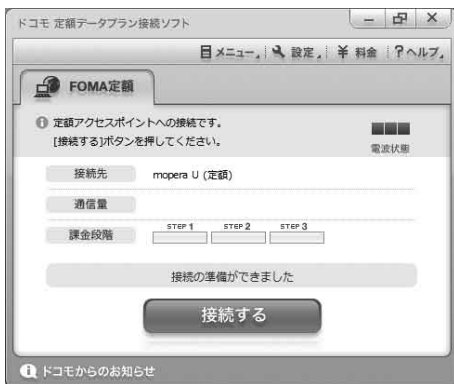 ドコモ 定額データプラン接続ソフト
メニュー 設定 ¥ 料金 ?ヘルプ
FOMA定額
定額アクセスポイントへの接続です。
[接続する]ボタンを押してください。
電波状態
接続先 mopera U (定額)
通信量
課金段階 STEP 1 STEP 2 STEP 3
接続の準備ができました
接続する
ドコモからのお知らせ